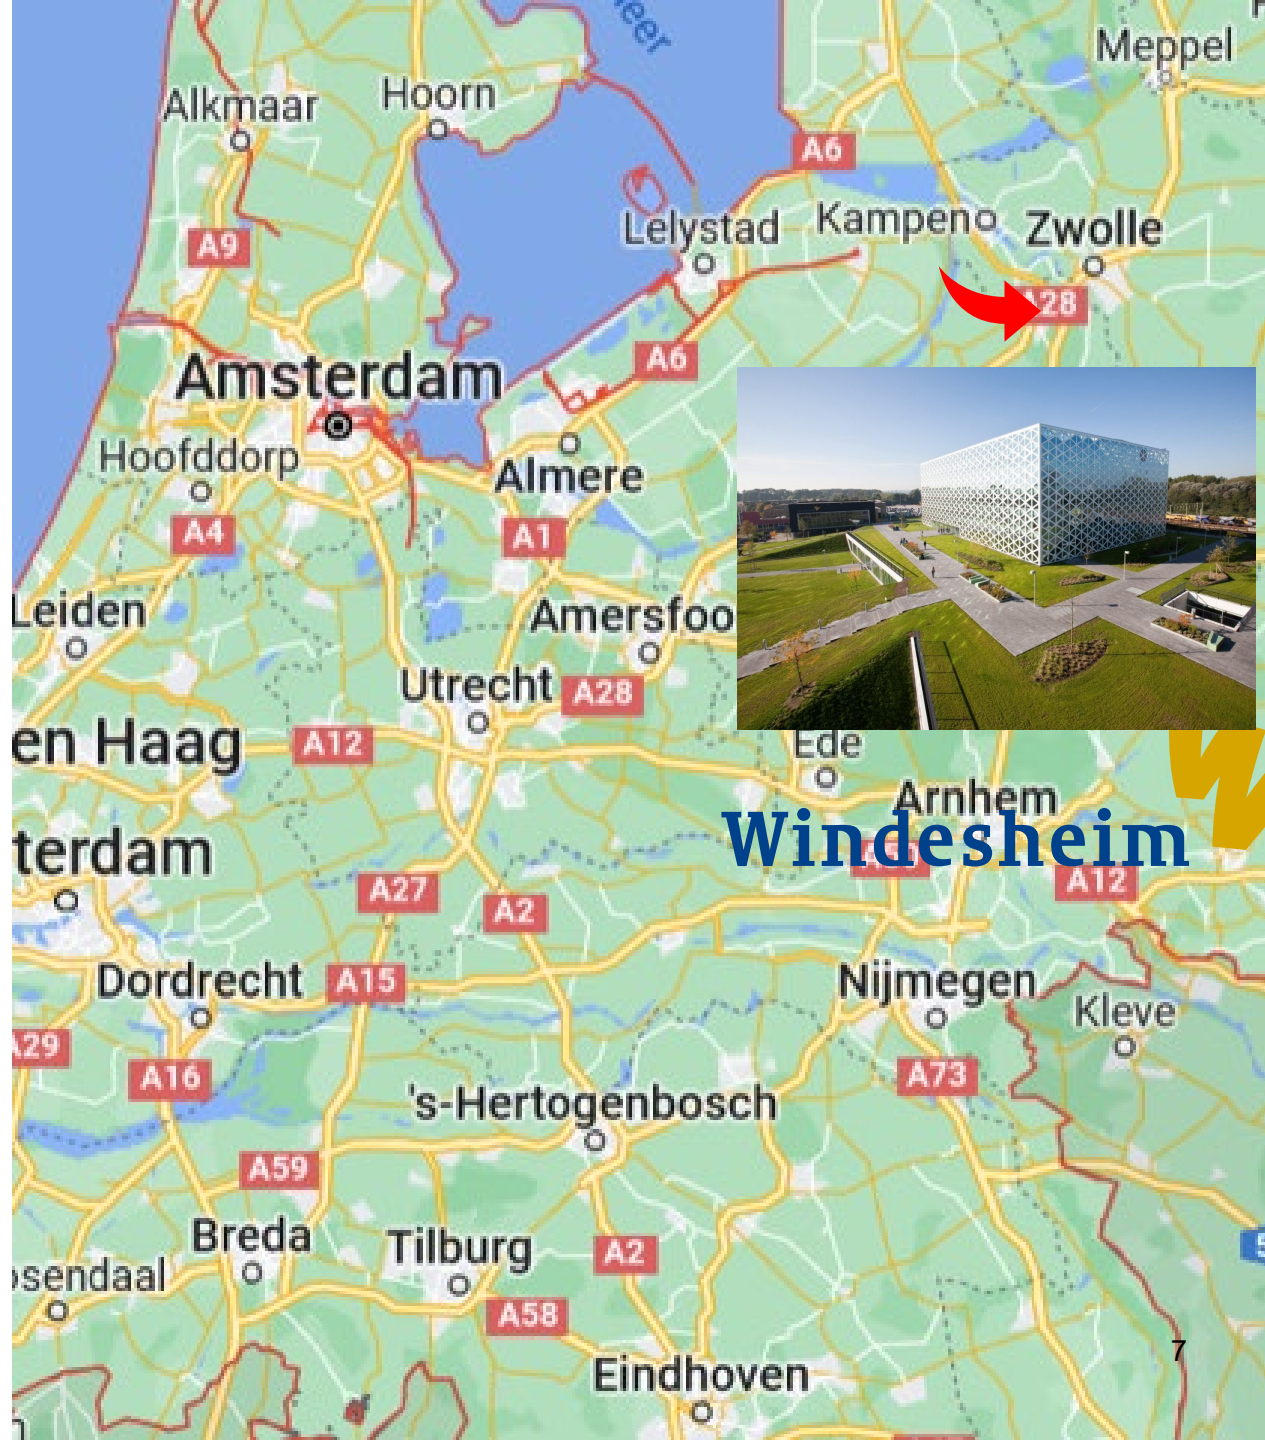 eer
Meppel
Alkmaar
Hoorn
A6
Lelystad
Kampen
Zwolle
A9
A28
A6
Amsterdam
Hoofddorp
Almere
A4
A1
Leiden
Amersfoo
Utrecht
A28
en Haag
A12
Ede
Arnhem
Windesheim
terdam
A27
A2
A12
Dordrecht
A15
Nijmegen
Kleve
A29
A16
A73
's-Hertogenbosch
A59
Breda
Tilburg
A2
osendaal
A58
7
Eindhoven